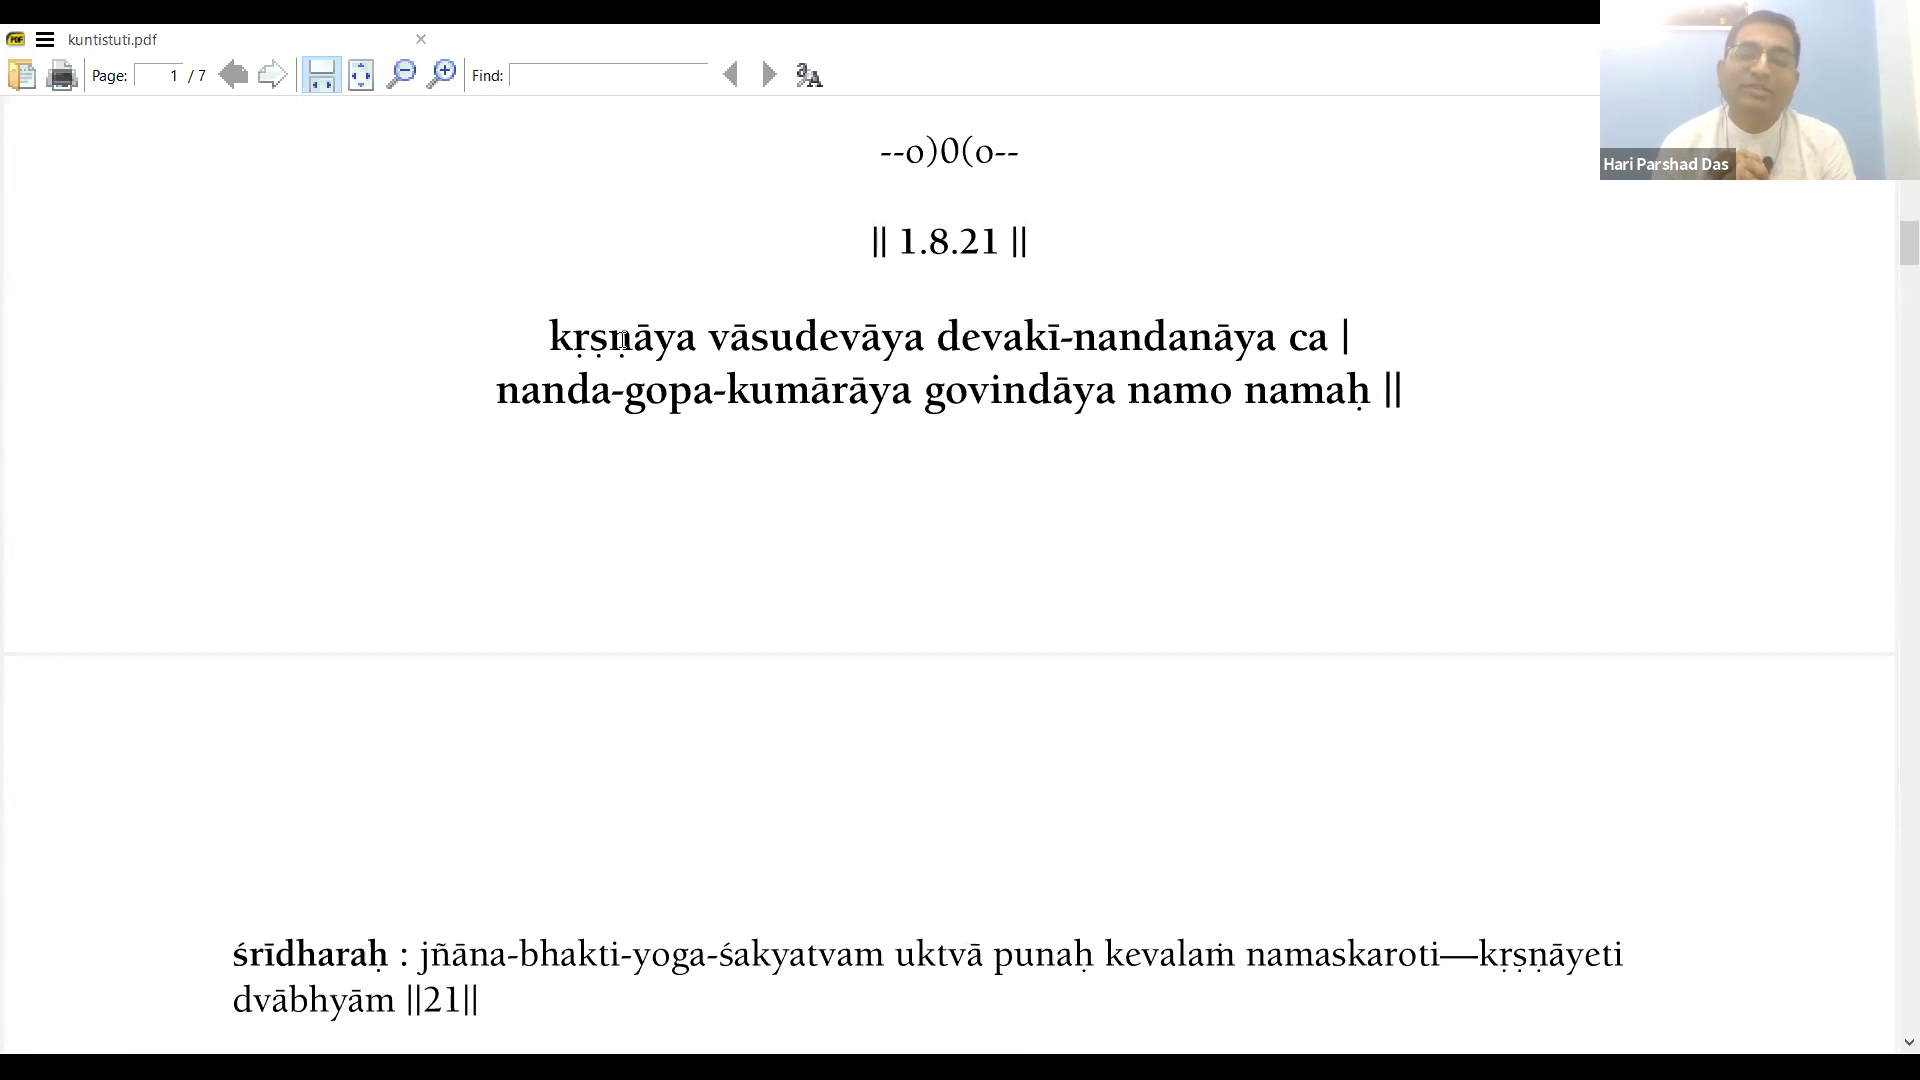 kuntistuti.pdf
Page: 1 / 7 Find:
Hari Parshad Das
--o)0(o--
|| 1.8.21 ||
kṛṣṇāya vāsudevāya devakī-nandanāya ca |
nanda-gopa-kumārāya govindāya namo namaḥ ||
śrīdharaḥ : jñāna-bhakti-yoga-śakyatvam uktvā punaḥ kevalaṁ namaskaroti—kṛṣṇāyeti
dvābhyām ||21||